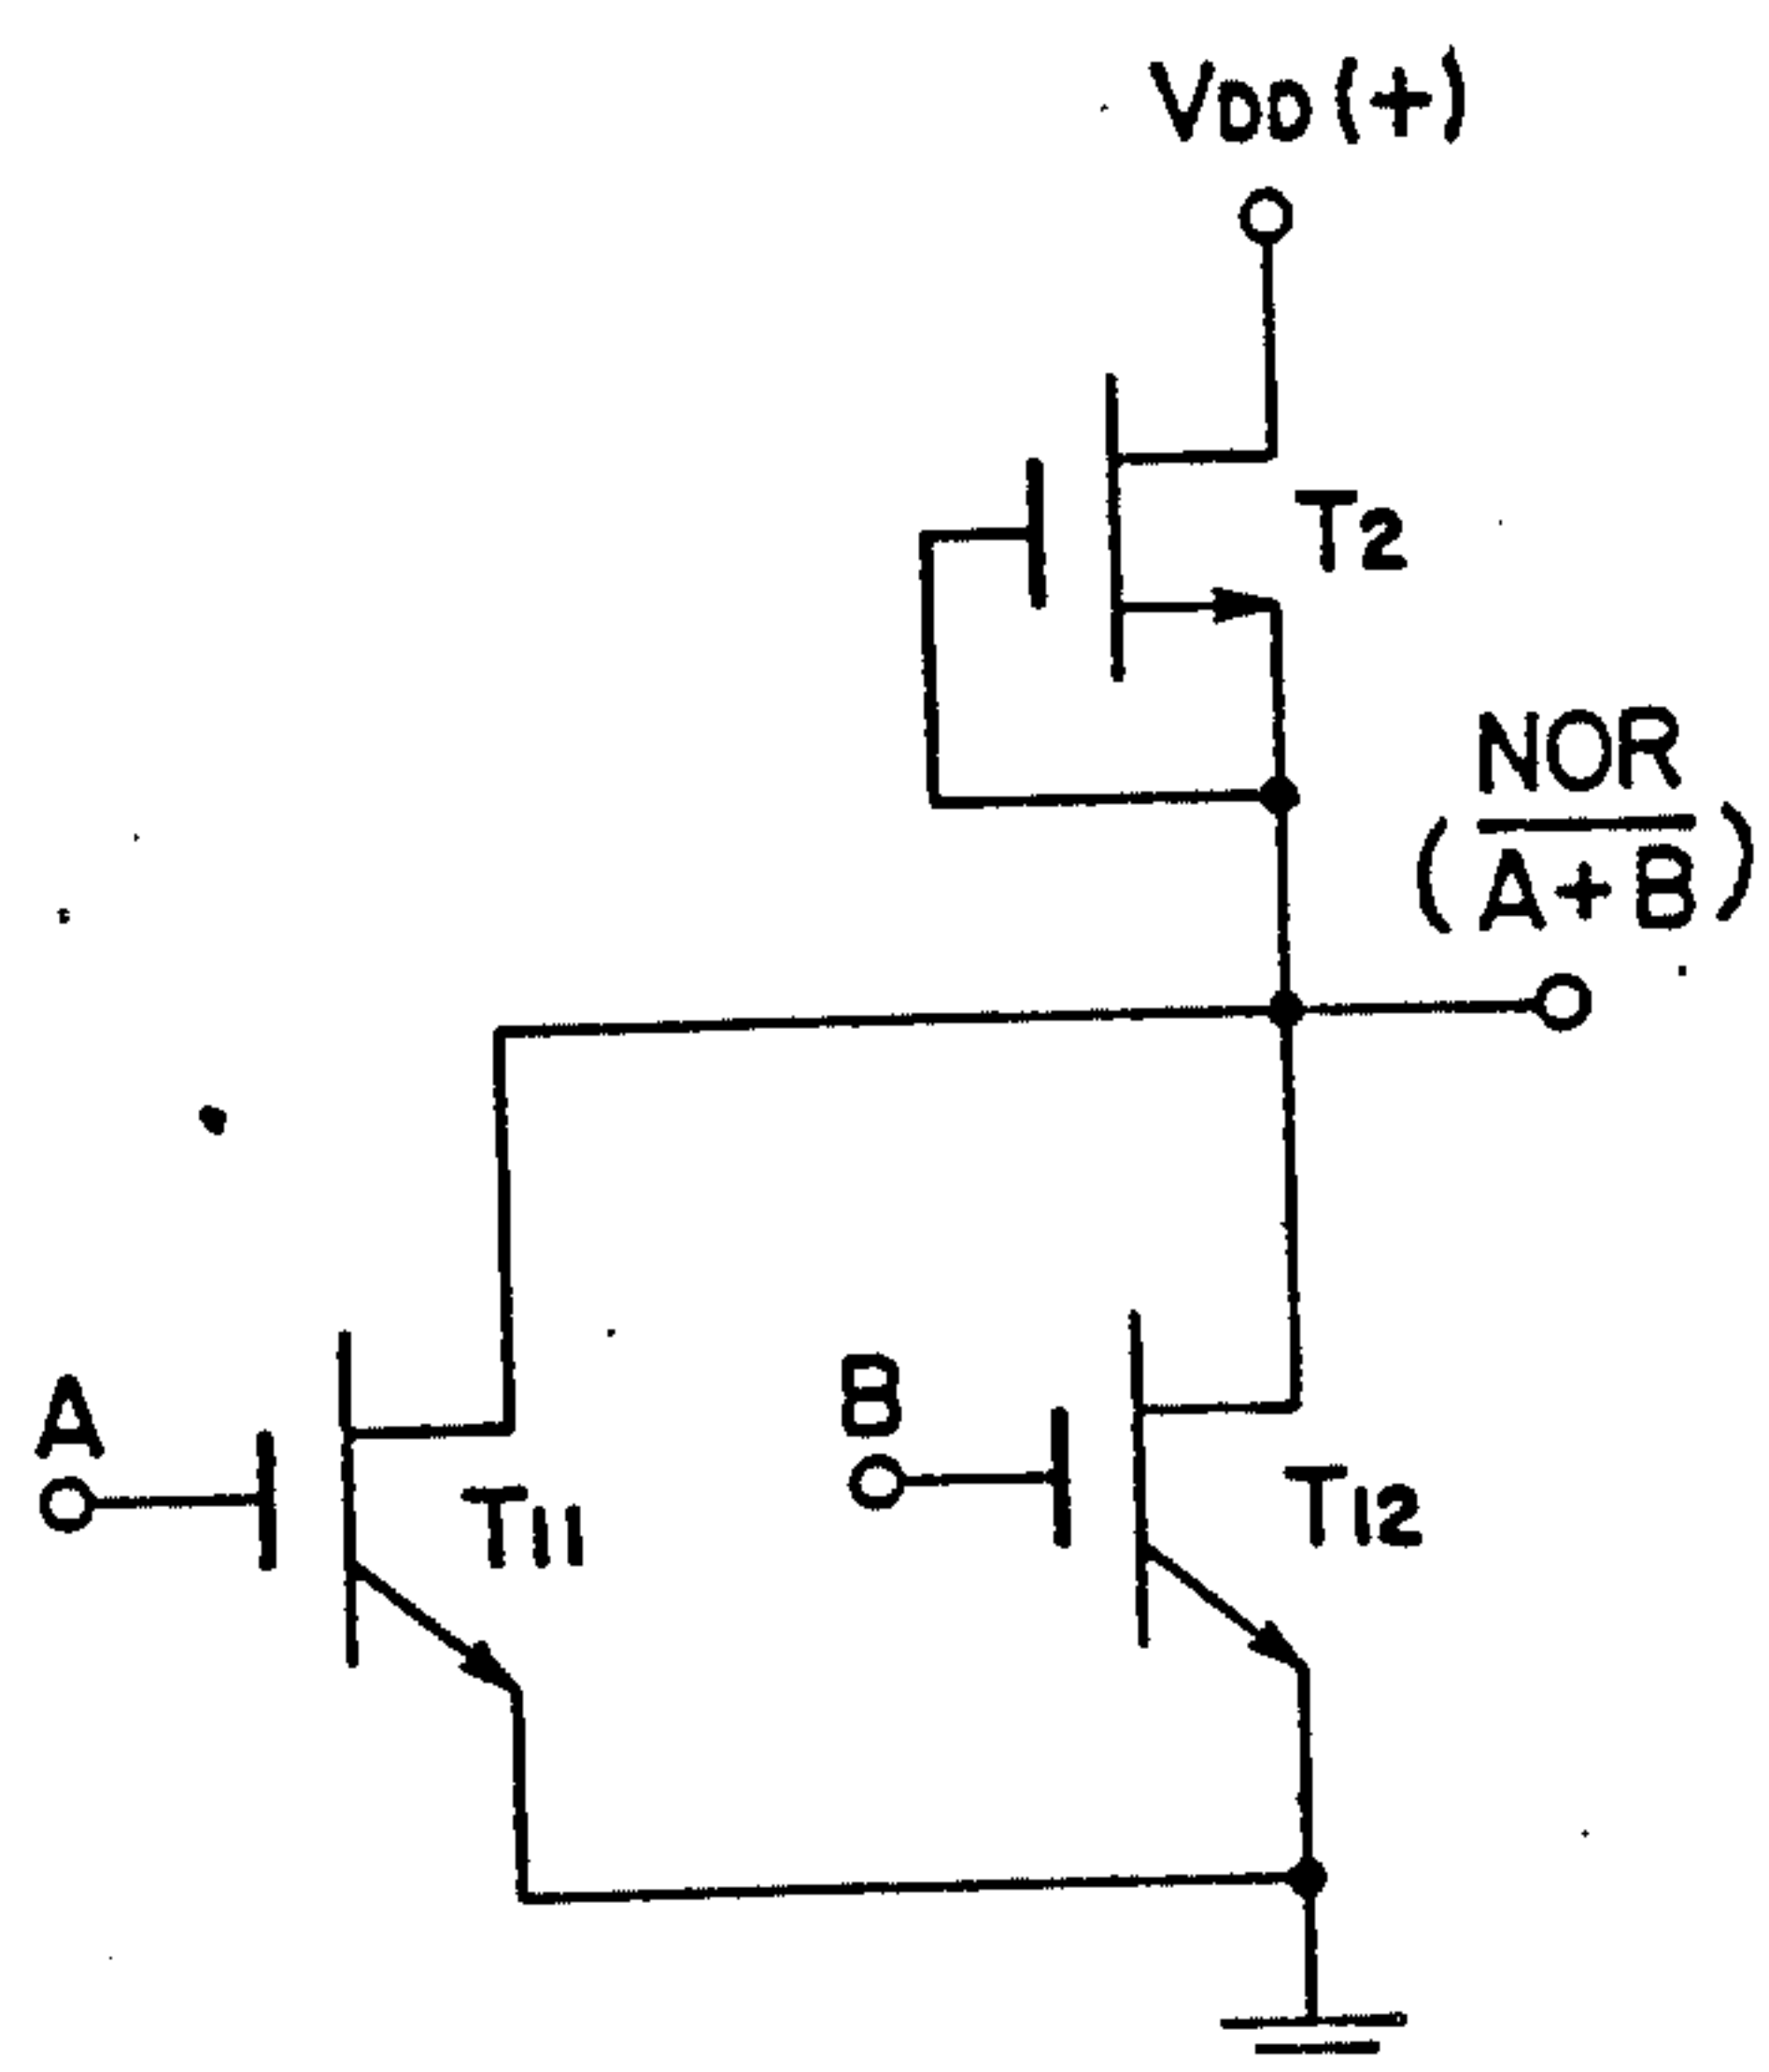 VDD (+)
T2
NOR
(A+B)
A
B
T11
T12